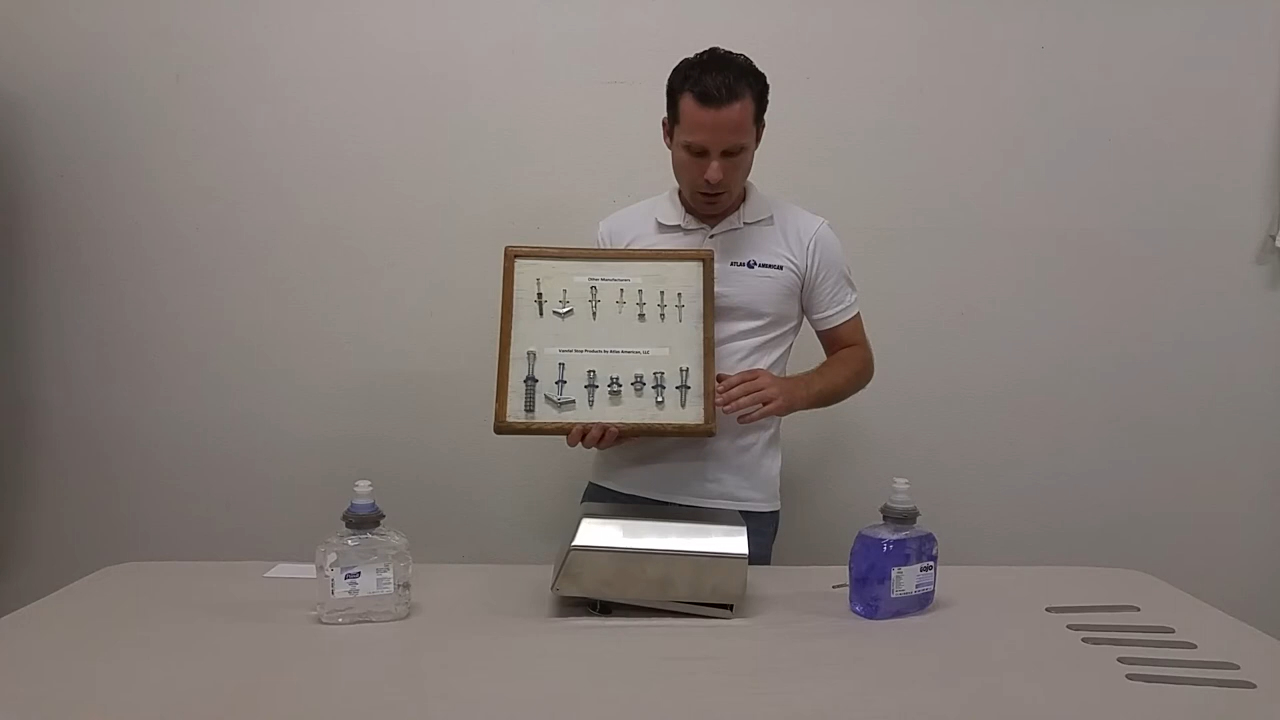 Other Manufacturers
Vandal Stop Products by Atlas American, LLC
ATLAS AMERICAN
PURELL
GOJO